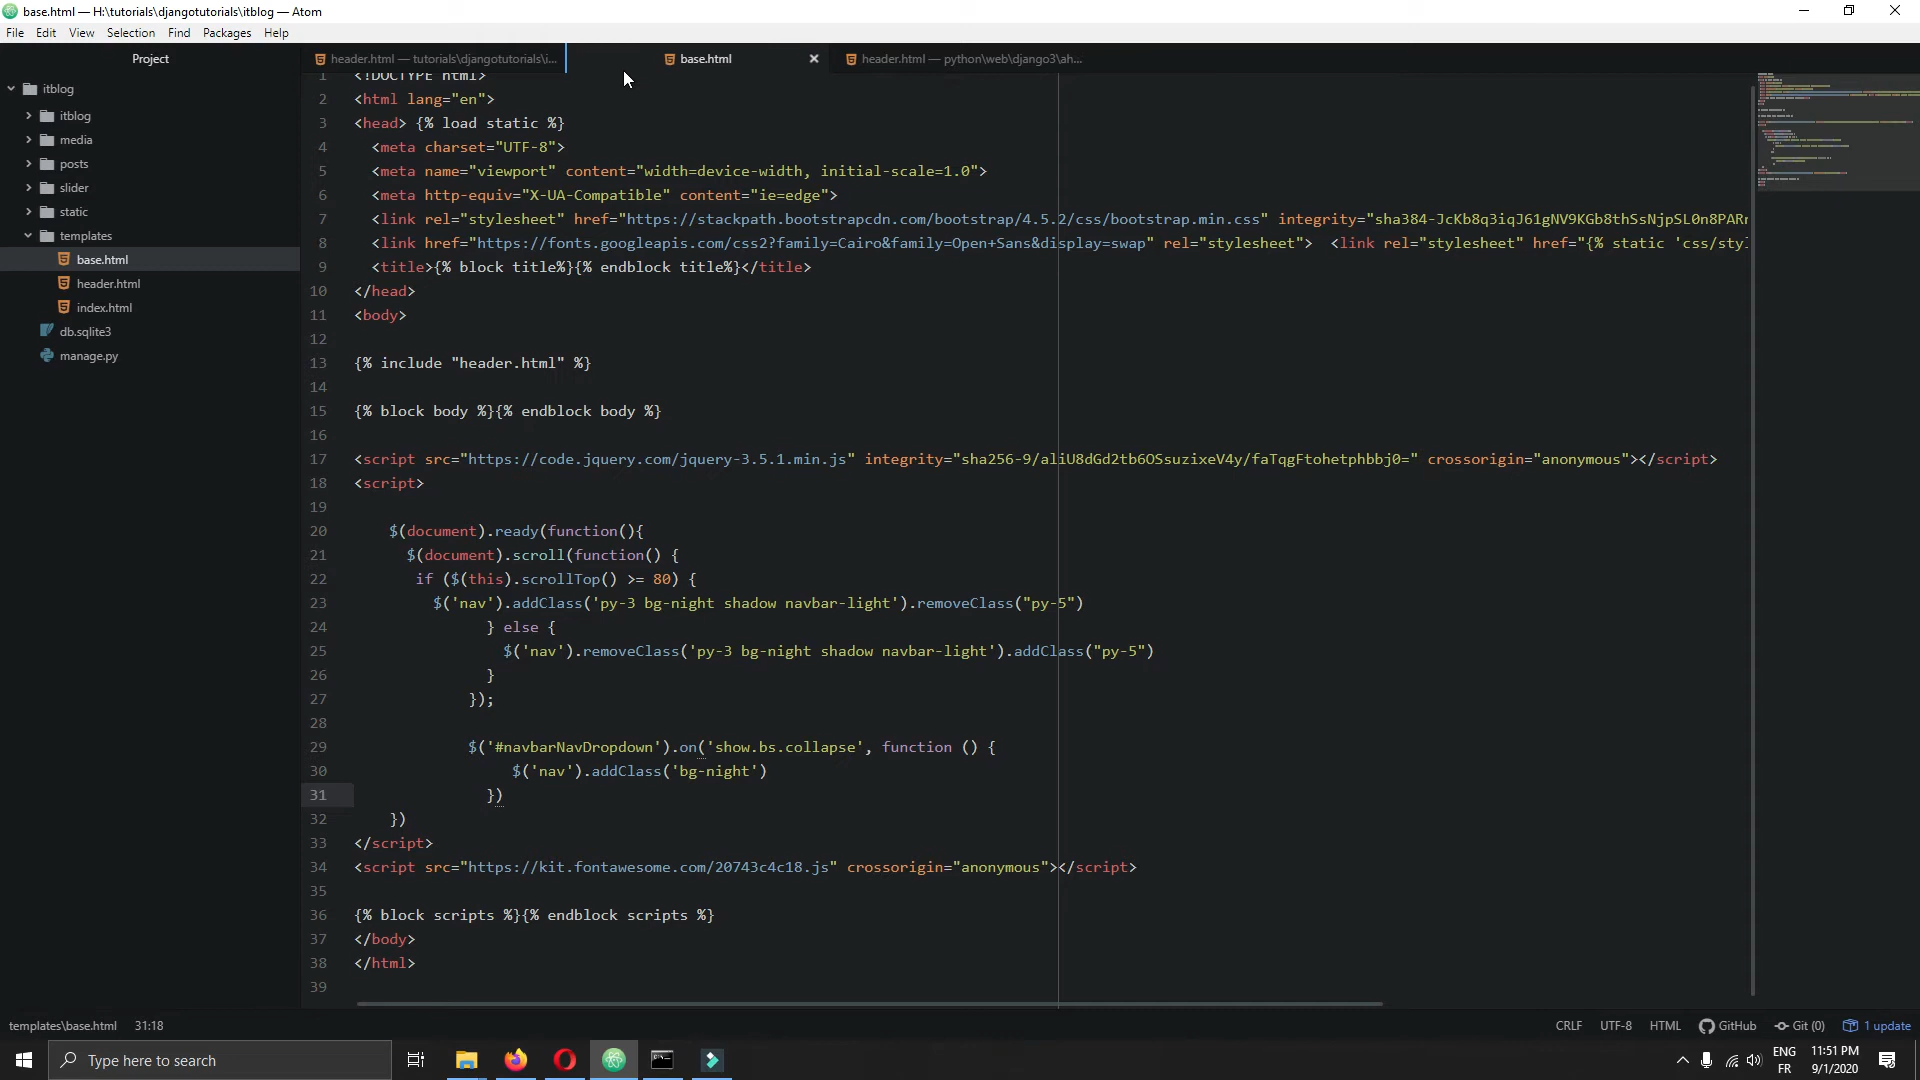 base.html — H:\tutorials\djangotutorials\itblog — Atom
File Edit View Selection Find Packages Help
Project
header.html — tutorials\djangotutorials\i...
base.html
header.html — python\web\django3\ah...
itblog
itblog
media
posts
slider
static
templates
base.html
header.html
index.html
db.sqlite3
manage.py
1 <!DOCTYPE html>
2 <html lang="en">
3 <head> {% load static %}
4 <meta charset="UTF-8">
5 <meta name="viewport" content="width=device-width, initial-scale=1.0">
6 <meta http-equiv="X-UA-Compatible" content="ie=edge">
7 <link rel="stylesheet" href="https://stackpath.bootstrapcdn.com/bootstrap/4.5.2/css/bootstrap.min.css" integrity="sha384-JcKb8q3iqJ61gNV9KGb8thSsNjpSL0n8PARn
8 <link href="https://fonts.googleapis.com/css2?family=Cairo&family=Open+Sans&display=swap" rel="stylesheet"> <link rel="stylesheet" href="{% static 'css/styl
9 <title>{% block title%}{% endblock title%}</title>
10 </head>
11 <body>
12
13 {% include "header.html" %}
14
15 {% block body %}{% endblock body %}
16
17 <script src="https://code.jquery.com/jquery-3.5.1.min.js" integrity="sha256-9/aliU8dGd2tb6OSsuzixeV4y/faTqgFtohetphbbj0=" crossorigin="anonymous"></script>
18 <script>
19
20 $(document).ready(function(){
21 $(document).scroll(function() {
22 if ($(this).scrollTop() >= 80) {
23 $('nav').addClass('py-3 bg-night shadow navbar-light').removeClass("py-5")
24 } else {
25 $('nav').removeClass('py-3 bg-night shadow navbar-light').addClass("py-5")
26 }
27 });
28
29 $('#navbarNavDropdown').on('show.bs.collapse', function () {
30 $('nav').addClass('bg-night')
31 })
32 })
33 </script>
34 <script src="https://kit.fontawesome.com/20743c4c18.js" crossorigin="anonymous"></script>
35
36 {% block scripts %}{% endblock scripts %}
37 </body>
38 </html>
39
templates\base.html 31:18
CRLF UTF-8 HTML GitHub Git (0) 1 update
Type here to search
ENG
FR
11:51 PM
9/1/2020